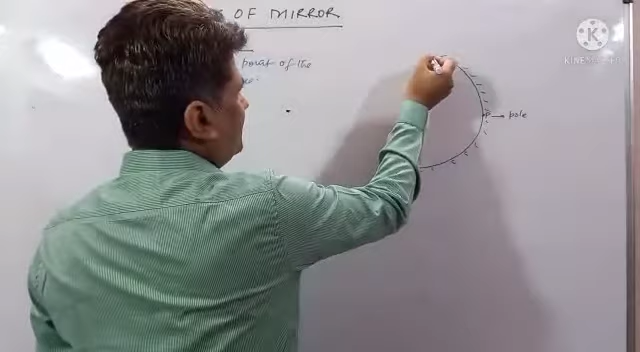 OF MIRROR
point of the
P → pole
KINEMASTER